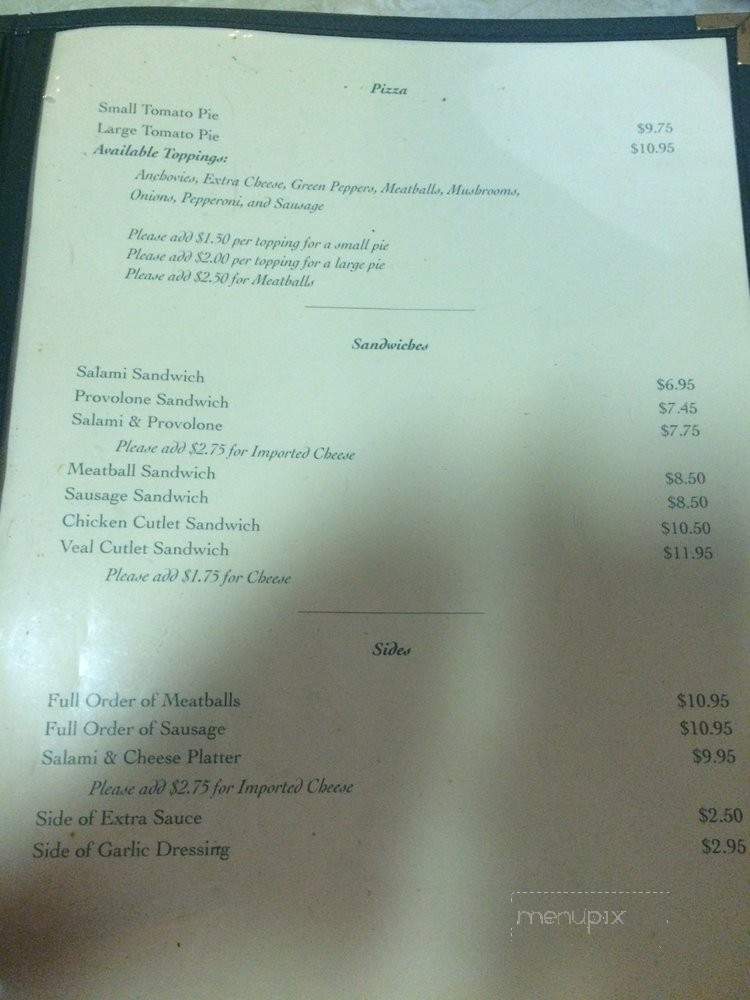 Pizza
Small Tomato Pie $9.75
Large Tomato Pie $10.95
Available Toppings:
Anchovies, Extra Cheese, Green Peppers, Meatballs, Mushrooms,
Onions, Pepperoni, and Sausage
Please add $1.50 per topping for a small pie
Please add $2.00 per topping for a large pie
Please add $2.50 for Meatballs
Sandwiches
Salami Sandwich $6.95
Provolone Sandwich $7.45
Salami & Provolone $7.75
Please add $2.75 for Imported Cheese
Meatball Sandwich $8.50
Sausage Sandwich $8.50
Chicken Cutlet Sandwich $10.50
Veal Cutlet Sandwich $11.95
Please add $1.75 for Cheese
Sides
Full Order of Meatballs $10.95
Full Order of Sausage $10.95
Salami & Cheese Platter $9.95
Please add $2.75 for Imported Cheese
Side of Extra Sauce $2.50
Side of Garlic Dressing $2.95
menupix